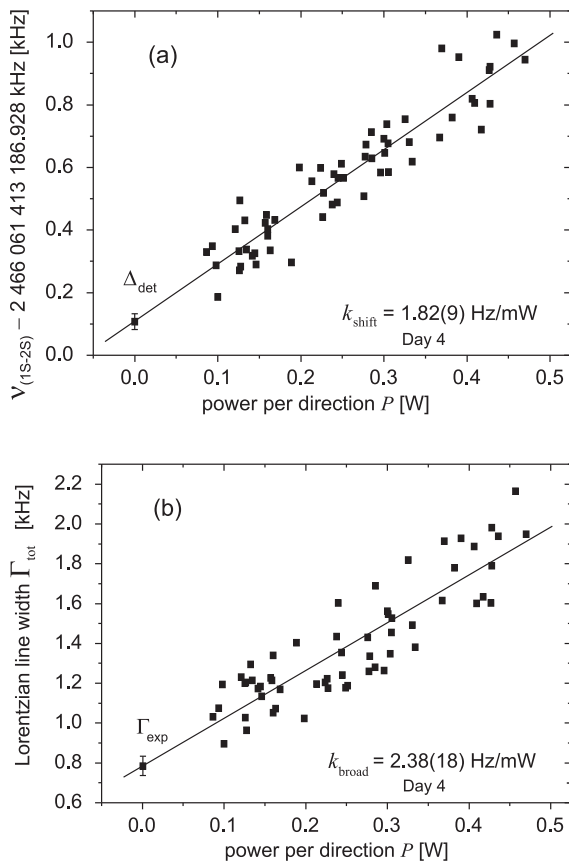 ν(1S-2S) − 2 466 061 413 186.928 kHz [kHz]
1.0
0.8
0.6
0.4
0.2
0.0
(a)
Δdet
kshift = 1.82(9) Hz/mW
Day 4
0.0 0.1 0.2 0.3 0.4 0.5
power per direction P [W]
Lorentzian line width Γtot [kHz]
2.2
2.0
1.8
1.6
1.4
1.2
1.0
0.8
0.6
(b)
Γexp
kbroad = 2.38(18) Hz/mW
Day 4
0.0 0.1 0.2 0.3 0.4 0.5
power per direction P [W]